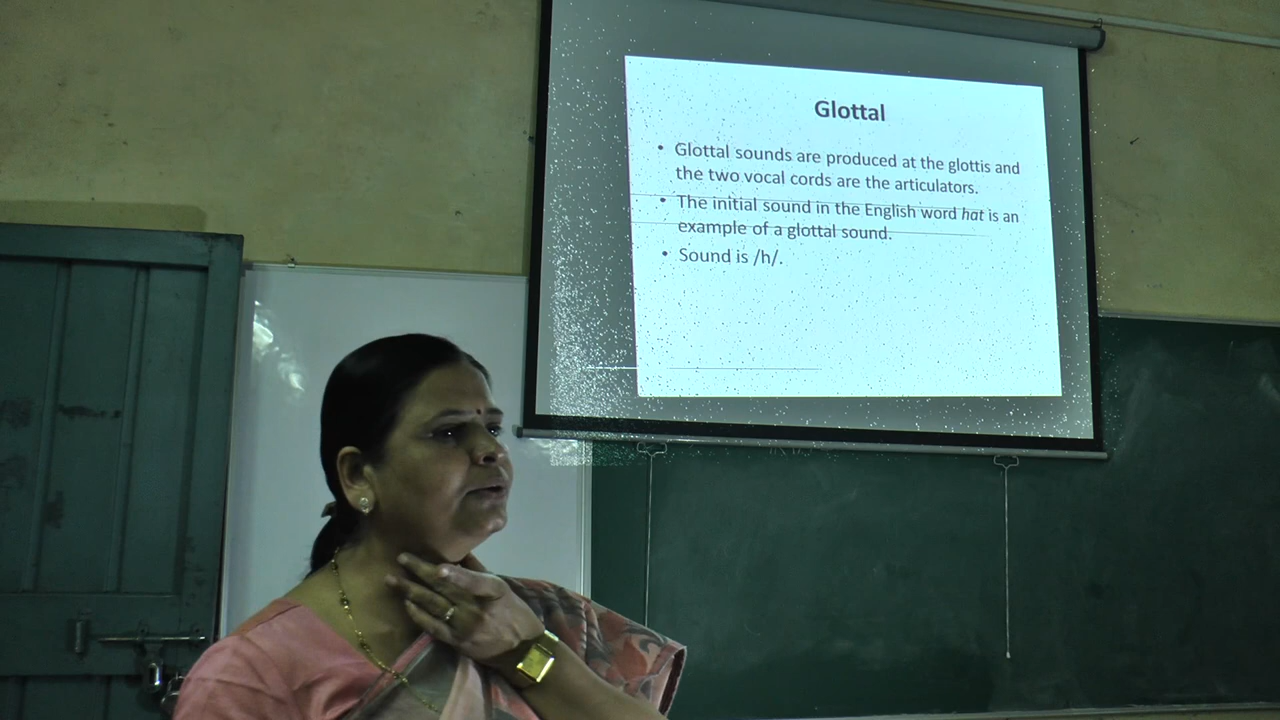 Glottal
• Glottal sounds are produced at the glottis and
the two vocal cords are the articulators.
• The initial sound in the English word hat is an
example of a glottal sound.
• Sound is /h/.